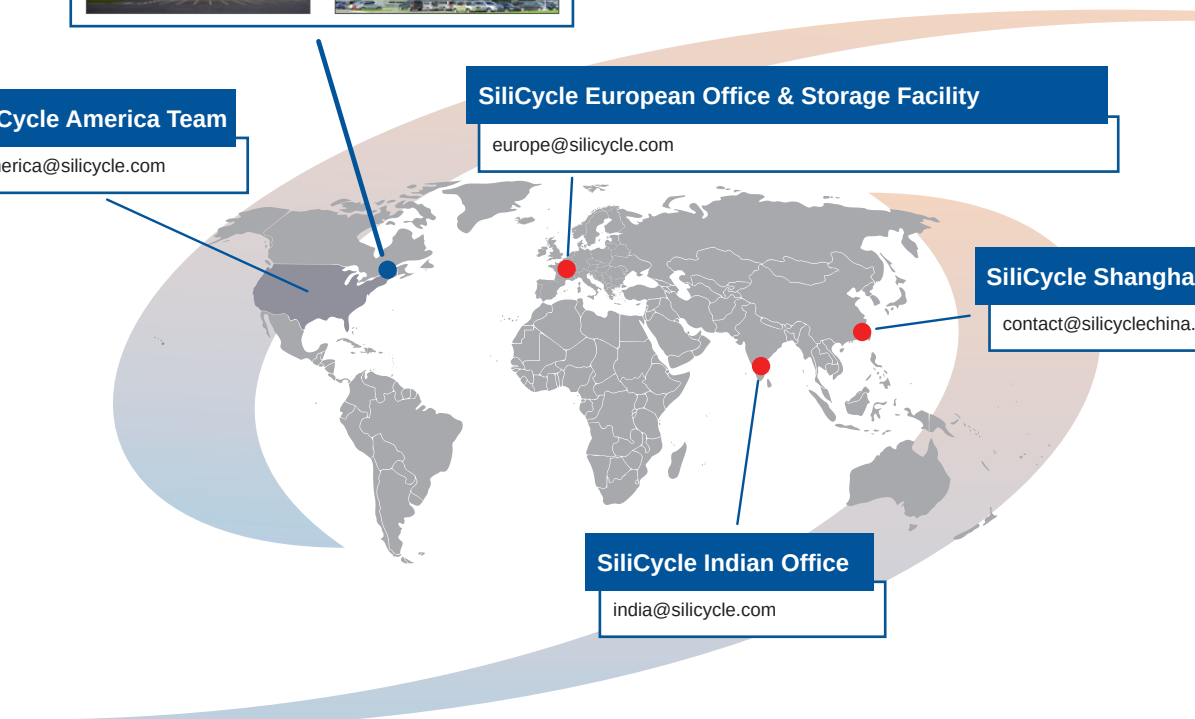 SiliCycle European Office & Storage Facility
europe@silicycle.com
Cycle America Team
erica@silicycle.com
SiliCycle Shangha
contact@silicyclechina.
SiliCycle Indian Office
india@silicycle.com